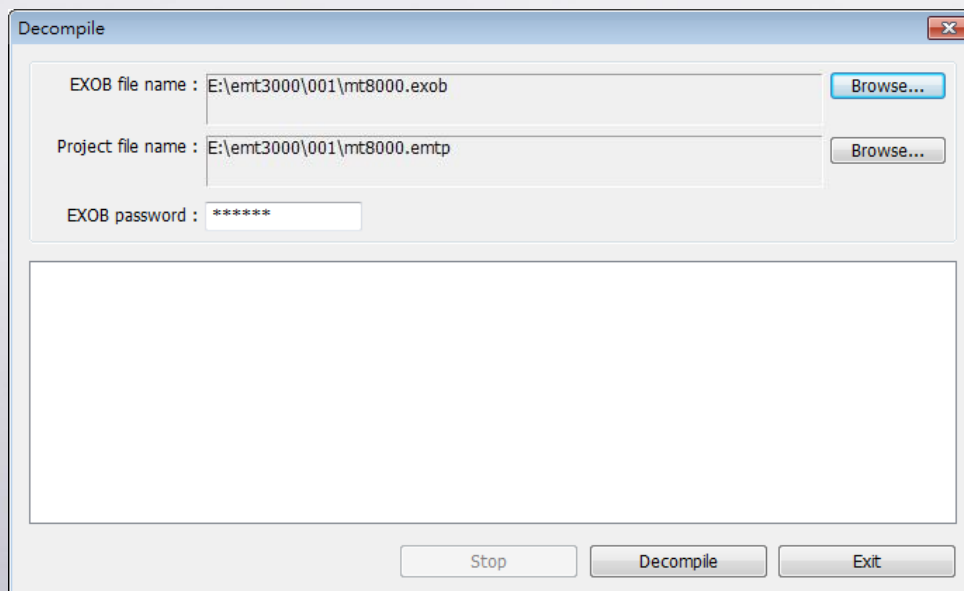 Decompile
EXOB file name : E:\emt3000\001\mt8000.exob Browse...
Project file name : E:\emt3000\001\mt8000.emtp Browse...
EXOB password : ******
Stop Decompile Exit